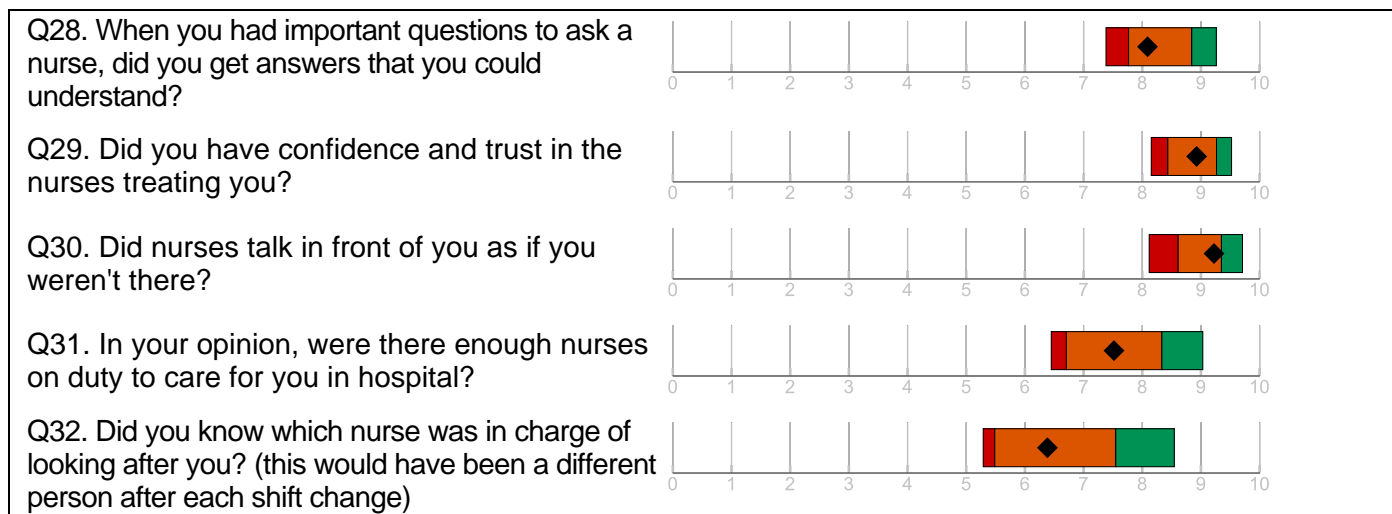 Q28. When you had important questions to ask a
nurse, did you get answers that you could
understand?
0 1 2 3 4 5 6 7 8 9 10
Q29. Did you have confidence and trust in the
nurses treating you?
0 1 2 3 4 5 6 7 8 9 10
Q30. Did nurses talk in front of you as if you
weren't there?
0 1 2 3 4 5 6 7 8 9 10
Q31. In your opinion, were there enough nurses
on duty to care for you in hospital?
0 1 2 3 4 5 6 7 8 9 10
Q32. Did you know which nurse was in charge of
looking after you? (this would have been a different
person after each shift change)
0 1 2 3 4 5 6 7 8 9 10